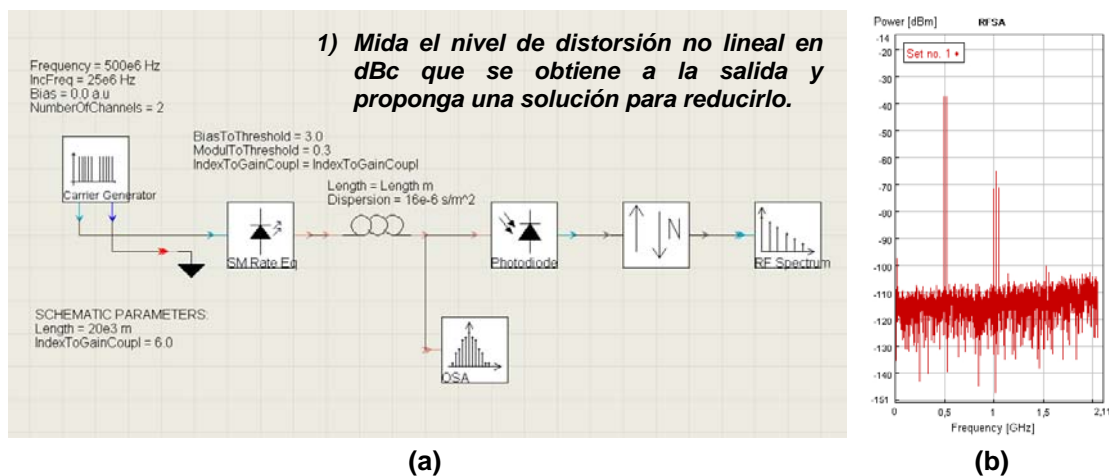 1) Mida el nivel de distorsión no lineal en
dBc que se obtiene a la salida y
proponga una solución para reducirlo.
Frequency = 500e6 Hz
IncFreq = 25e6 Hz
Bias = 0.0 a.u
NumberOfChannels = 2
Carrier Generator
BiasToThreshold = 3.0
ModulToThreshold = 0.3
IndexToGainCoupl = IndexToGainCoupl
SM Rate Eq
Length = Length m
Dispersion = 16e-6 s/m^2
Photodiode
N
RF Spectrum
OSA
SCHEMATIC PARAMETERS:
Length = 20e3 m
IndexToGainCoupl = 6.0
(a)
Power [dBm] RFSA
Set no. 1
-14
-20
-30
-40
-50
-60
-70
-80
-90
-100
-110
-120
-130
-140
-151
0 0,5 1 1,5 2,11
Frequency [GHz]
(b)